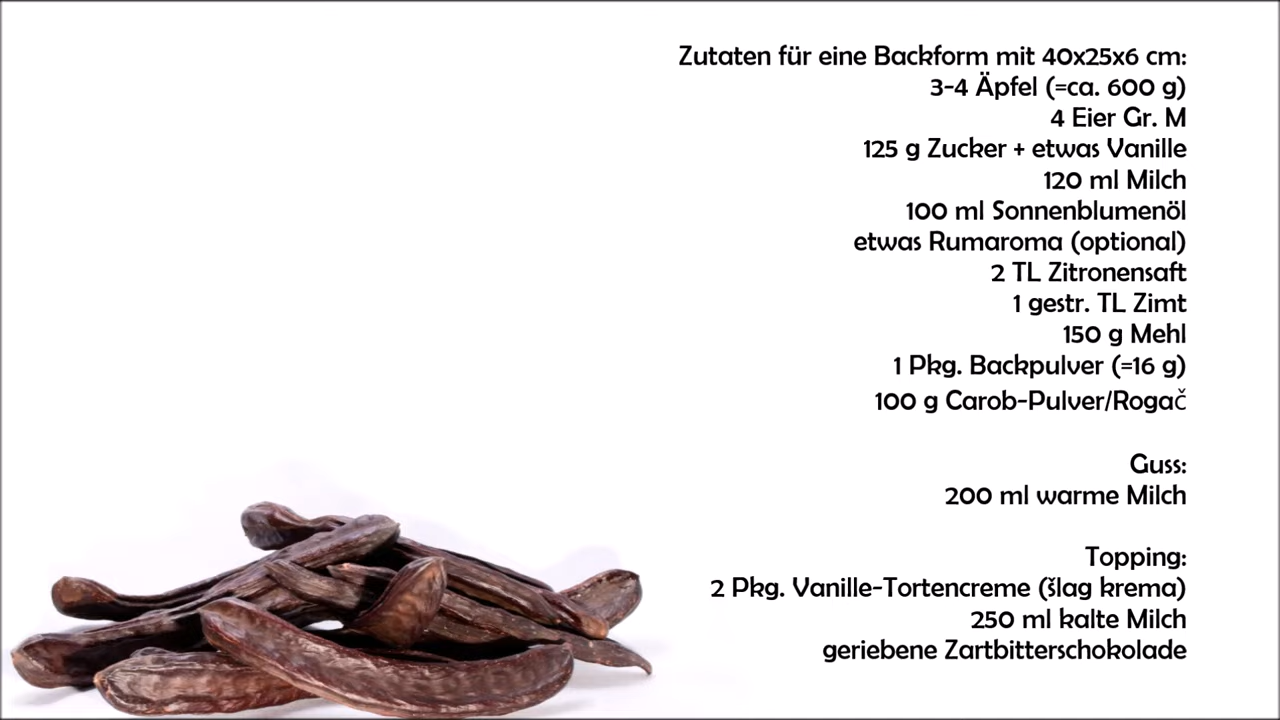 Zutaten für eine Backform mit 40x25x6 cm:
3-4 Äpfel (=ca. 600 g)
4 Eier Gr. M
125 g Zucker + etwas Vanille
120 ml Milch
100 ml Sonnenblumenöl
etwas Rumaroma (optional)
2 TL Zitronensaft
1 gestr. TL Zimt
150 g Mehl
1 Pkg. Backpulver (=16 g)
100 g Carob-Pulver/Rogač
Guss:
200 ml warme Milch
Topping:
2 Pkg. Vanille-Tortencreme (šlag krema)
250 ml kalte Milch
geriebene Zartbitterschokolade